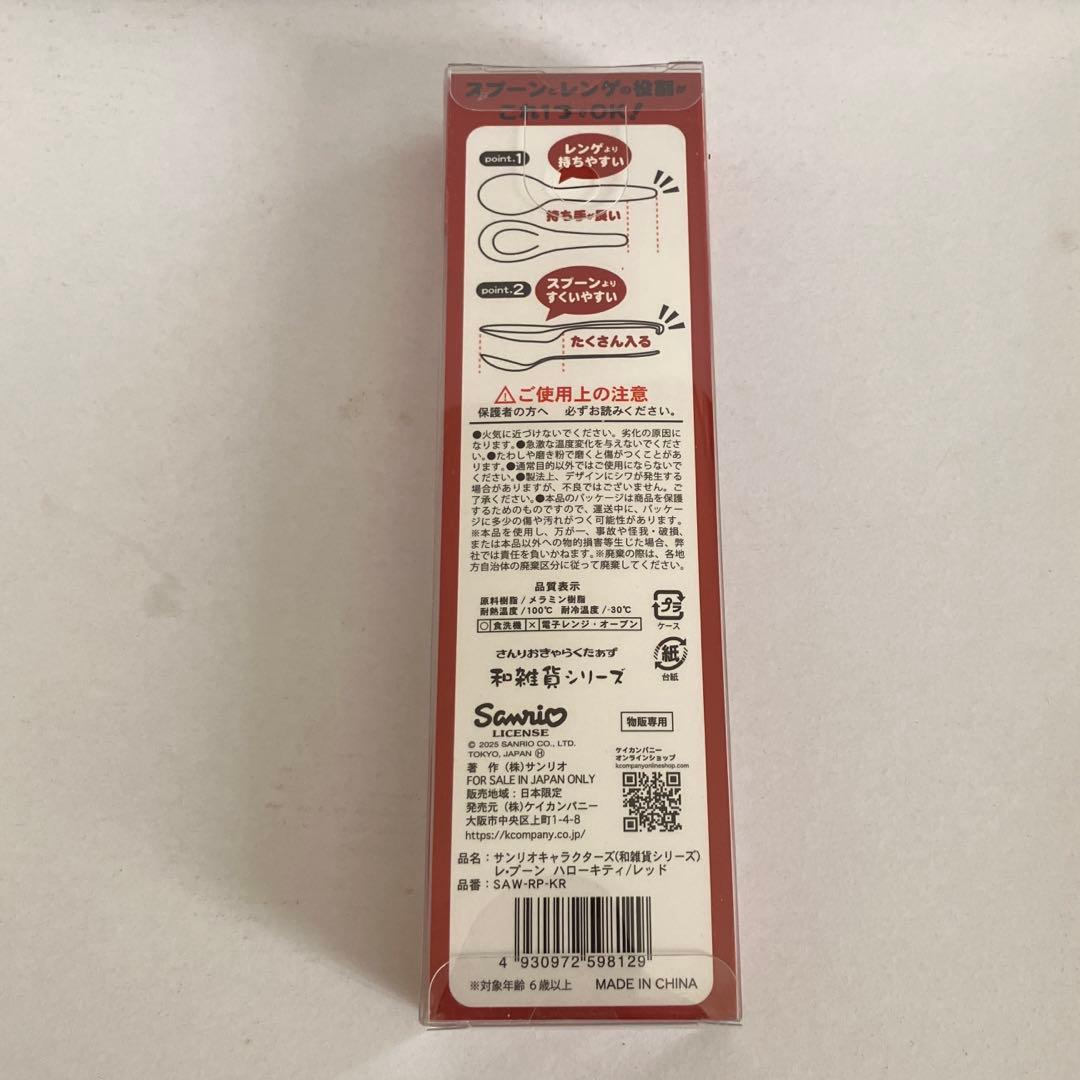 スプーンとレンゲの役割が
これ1つでOK!
point.1
レンゲより
持ちやすい
持ち手が長い
point.2
スプーンより
すくいやすい
たくさん入る
⚠ご使用上の注意
保護者の方へ 必ずお読みください。
●火気に近づけないでください。劣化の原因に
なります。●急激な温度変化を与えないでくださ
い。●たわしや磨き粉で磨くと傷がつくことがあ
ります。●通常目的以外ではご使用にならないで
ください。●製法上、デザインにシワが発生する
場合がありますが、不良ではございません。ご
了承ください。●本品のパッケージは商品を保護
するためのものですので、運送中に、パッケー
ジに多少の傷や汚れがつく可能性があります。
※本品を使用し、万が一、事故や怪我・破損、
または本品以外への物的損害等生じた場合、弊
社では責任を負いかねます。※廃棄の際は、各地
方自治体の廃棄区分に従って廃棄してください。
品質表示
原料樹脂/メラミン樹脂
耐熱温度/100℃ 耐冷温度/-30℃
○食洗機 ×電子レンジ・オーブン
プラ
ケース
紙
台紙
さんりおきゃらくたぁず
和雑貨シリーズ
Sanrio
LICENSE
物販専用
© 2025 SANRIO CO., LTD.
TOKYO, JAPAN Ⓗ
著 作 (株)サンリオ
FOR SALE IN JAPAN ONLY
販売地域:日本限定
発売元 (株)ケイカンパニー
大阪市中央区上町1-4-8
https://kcompany.co.jp/
ケイカンパニー
オンラインショップ
kcompanyonlineshop.com
品名:サンリオキャラクターズ(和雑貨シリーズ)
レ・プーン ハローキティ/レッド
品番:SAW-RP-KR
4 930972 598129
※対象年齢 6歳以上 MADE IN CHINA